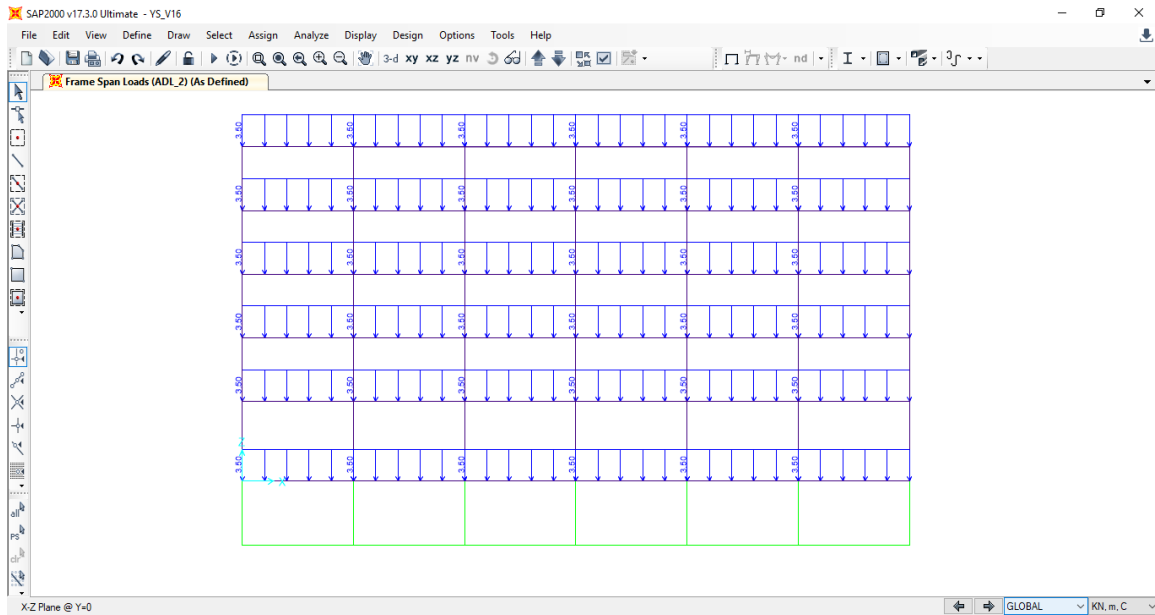 SAP2000 v17.3.0 Ultimate - YS_V16
File Edit View Define Draw Select Assign Analyze Display Design Options Tools Help
3-d xy xz yz nv nd
Frame Span Loads (ADL_2) (As Defined)
3.50 3.50 3.50 3.50 3.50 3.50
3.50 3.50 3.50 3.50 3.50 3.50
3.50 3.50 3.50 3.50 3.50 3.50
3.50 3.50 3.50 3.50 3.50 3.50
3.50 3.50 3.50 3.50 3.50 3.50
Z
3.50 3.50 3.50 3.50 3.50 3.50
X
all
PS
clr
X-Z Plane @ Y=0 GLOBAL KN, m, C